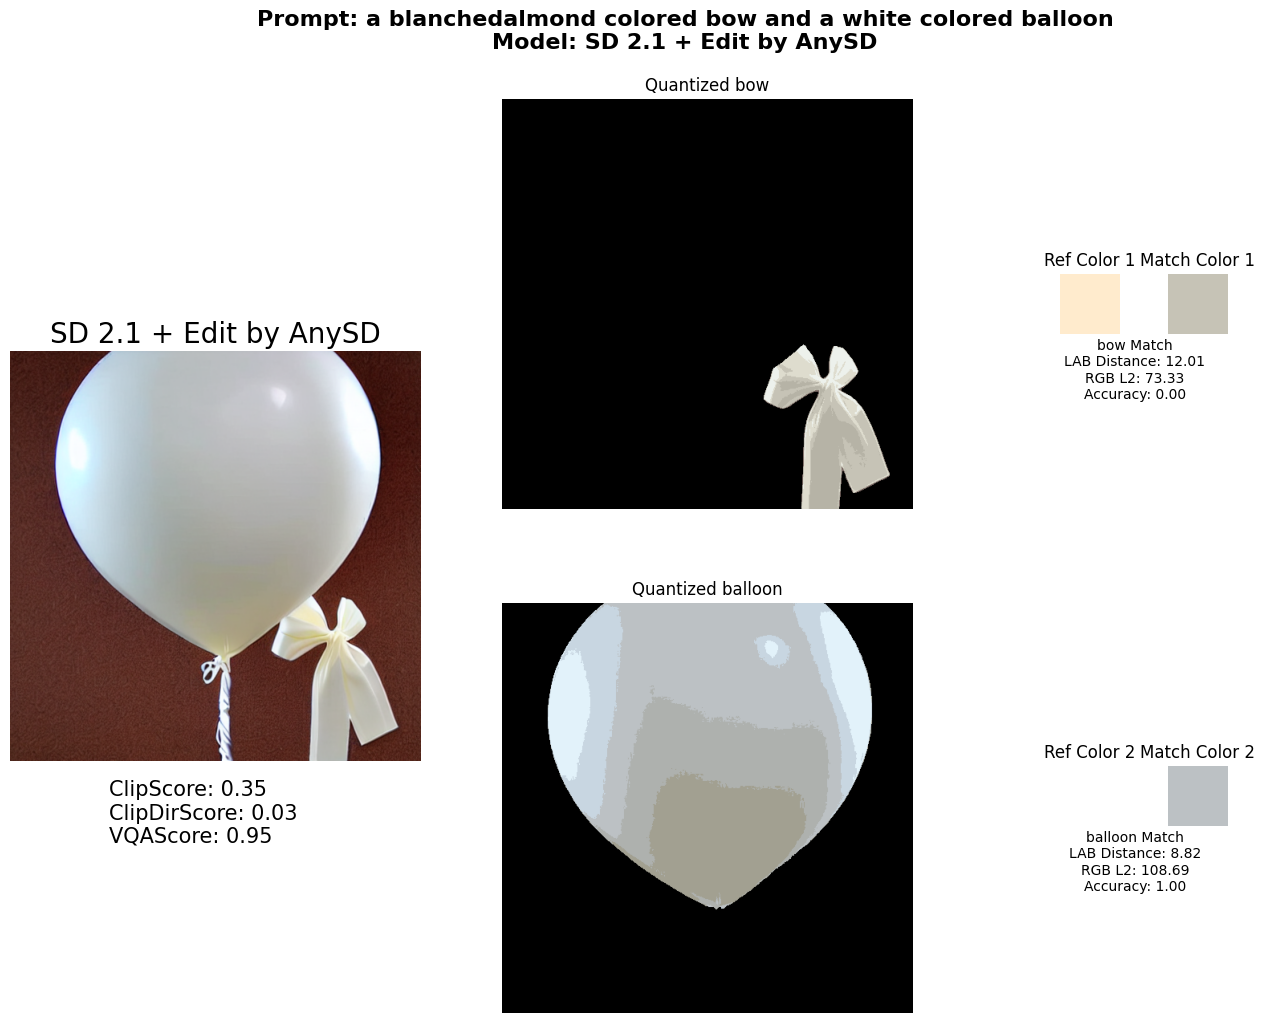 Prompt: a blanchedalmond colored bow and a white colored balloon
Model: SD 2.1 + Edit by AnySD
SD 2.1 + Edit by AnySD
ClipScore: 0.35
ClipDirScore: 0.03
VQAScore: 0.95
Quantized bow
Ref Color 1 Match Color 1
bow Match
LAB Distance: 12.01
RGB L2: 73.33
Accuracy: 0.00
Quantized balloon
Ref Color 2 Match Color 2
balloon Match
LAB Distance: 8.82
RGB L2: 108.69
Accuracy: 1.00